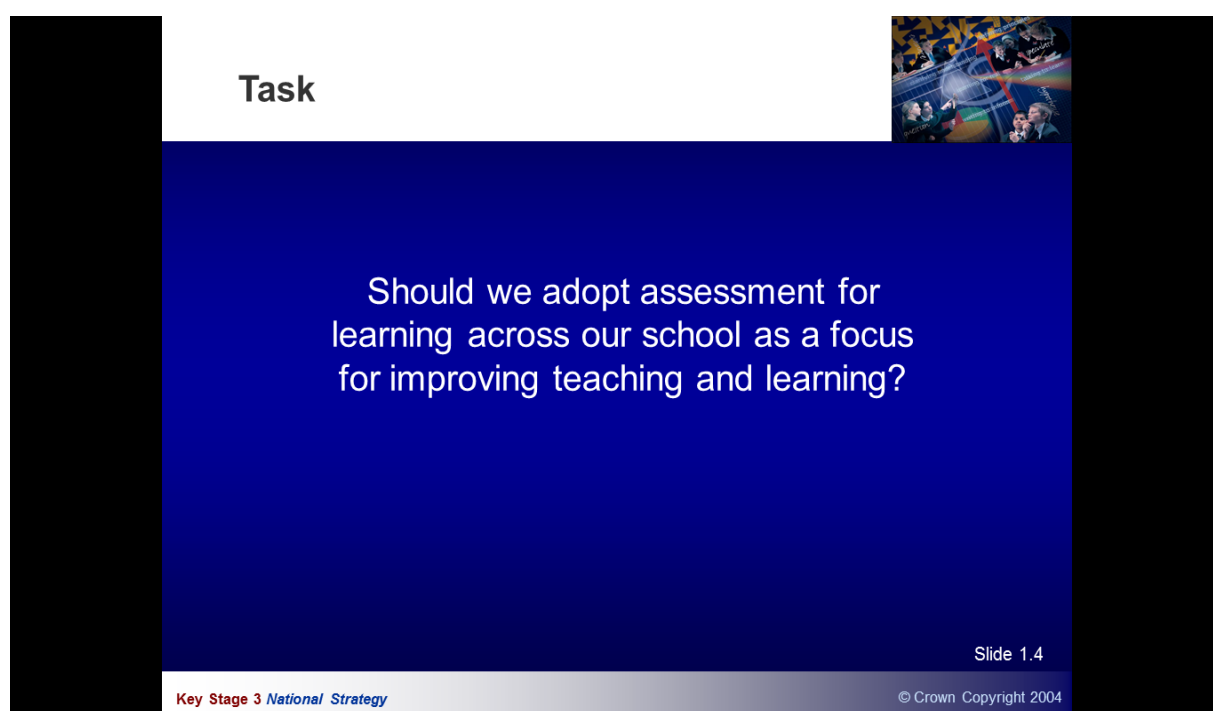 Task
Should we adopt assessment for
learning across our school as a focus
for improving teaching and learning?
Slide 1.4
Key Stage 3 National Strategy
© Crown Copyright 2004